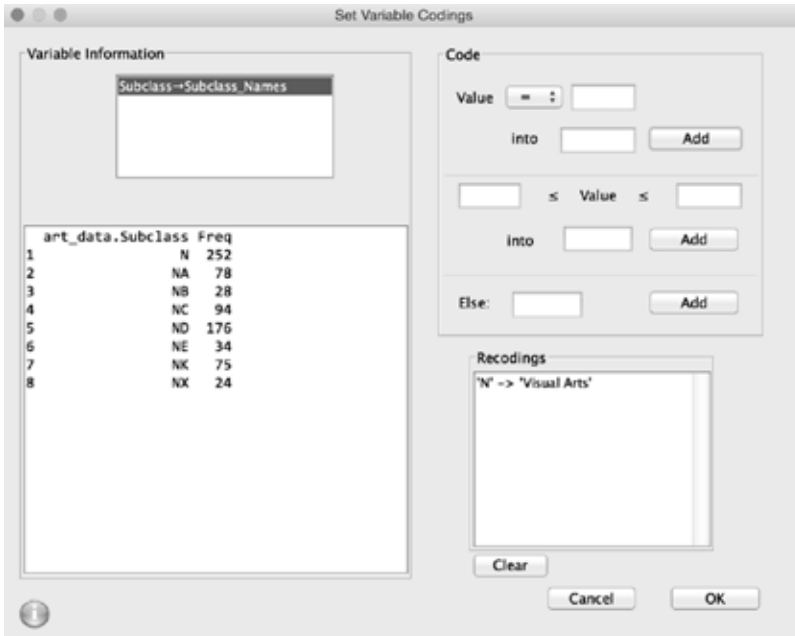 Set Variable Codings
Variable Information
Subclass→Subclass_Names
art_data.Subclass Freq
1 N 252
2 NA 78
3 NB 28
4 NC 94
5 ND 176
6 NE 34
7 NK 75
8 NX 24
Code
Value = 
into Add
≤ Value ≤
into Add
Else: Add
Recodings
'N' -> 'Visual Arts'
Clear
Cancel OK